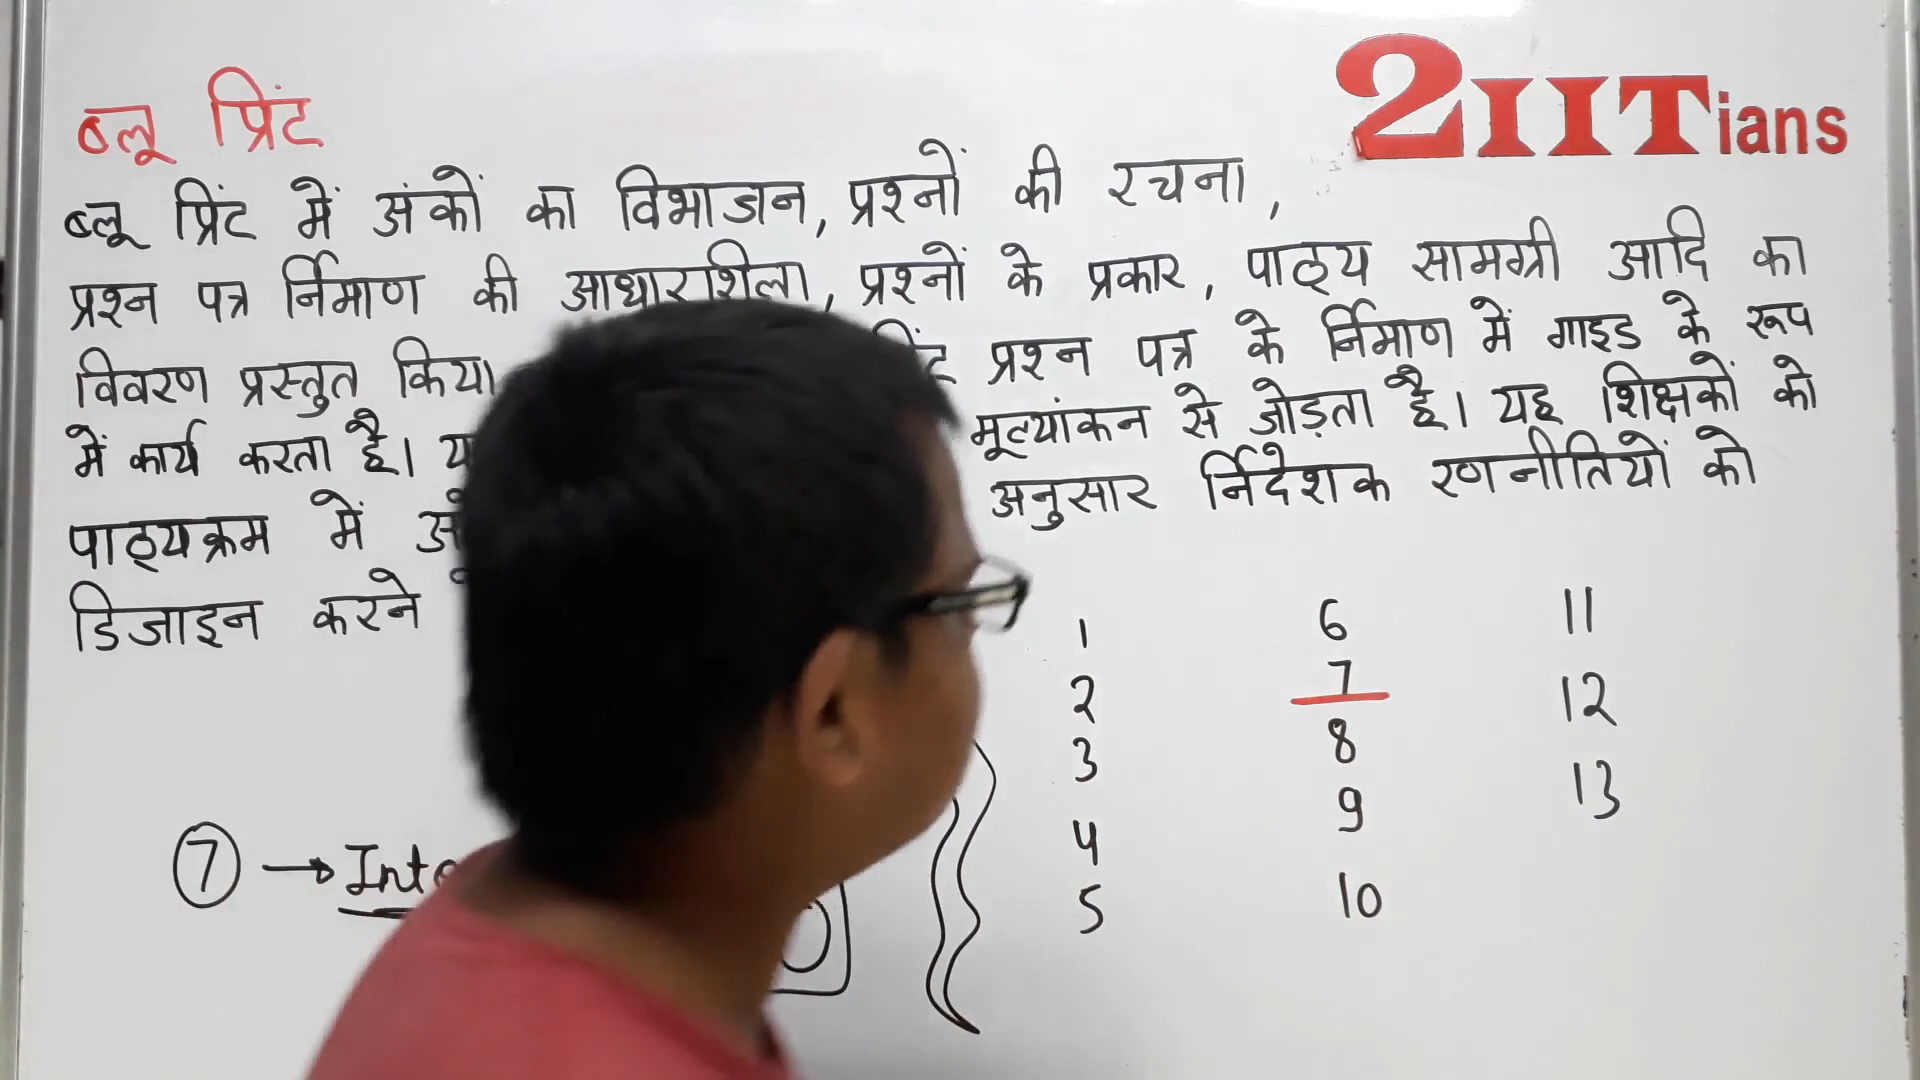 2IITians
ब्लू प्रिंट
ब्लू प्रिंट में अंकों का विभाजन, प्रश्नों की रचना,
प्रश्न पत्र र्निमाण की आधारशिला, प्रश्नों के प्रकार, पाठ्य सामग्री आदि का
विवरण प्रस्तुत किया प्रश्न पत्र के र्निमाण में गाइड के रूप
में कार्य करता है। मूल्यांकन से जोड़ता है। यह शिक्षकों को
पाठ्यक्रम में अनुसार र्निदेशक रणनीतियों को
डिजाइन करने
1 6 11
2 7 12
3 8 13
4 9
5 10
7 →